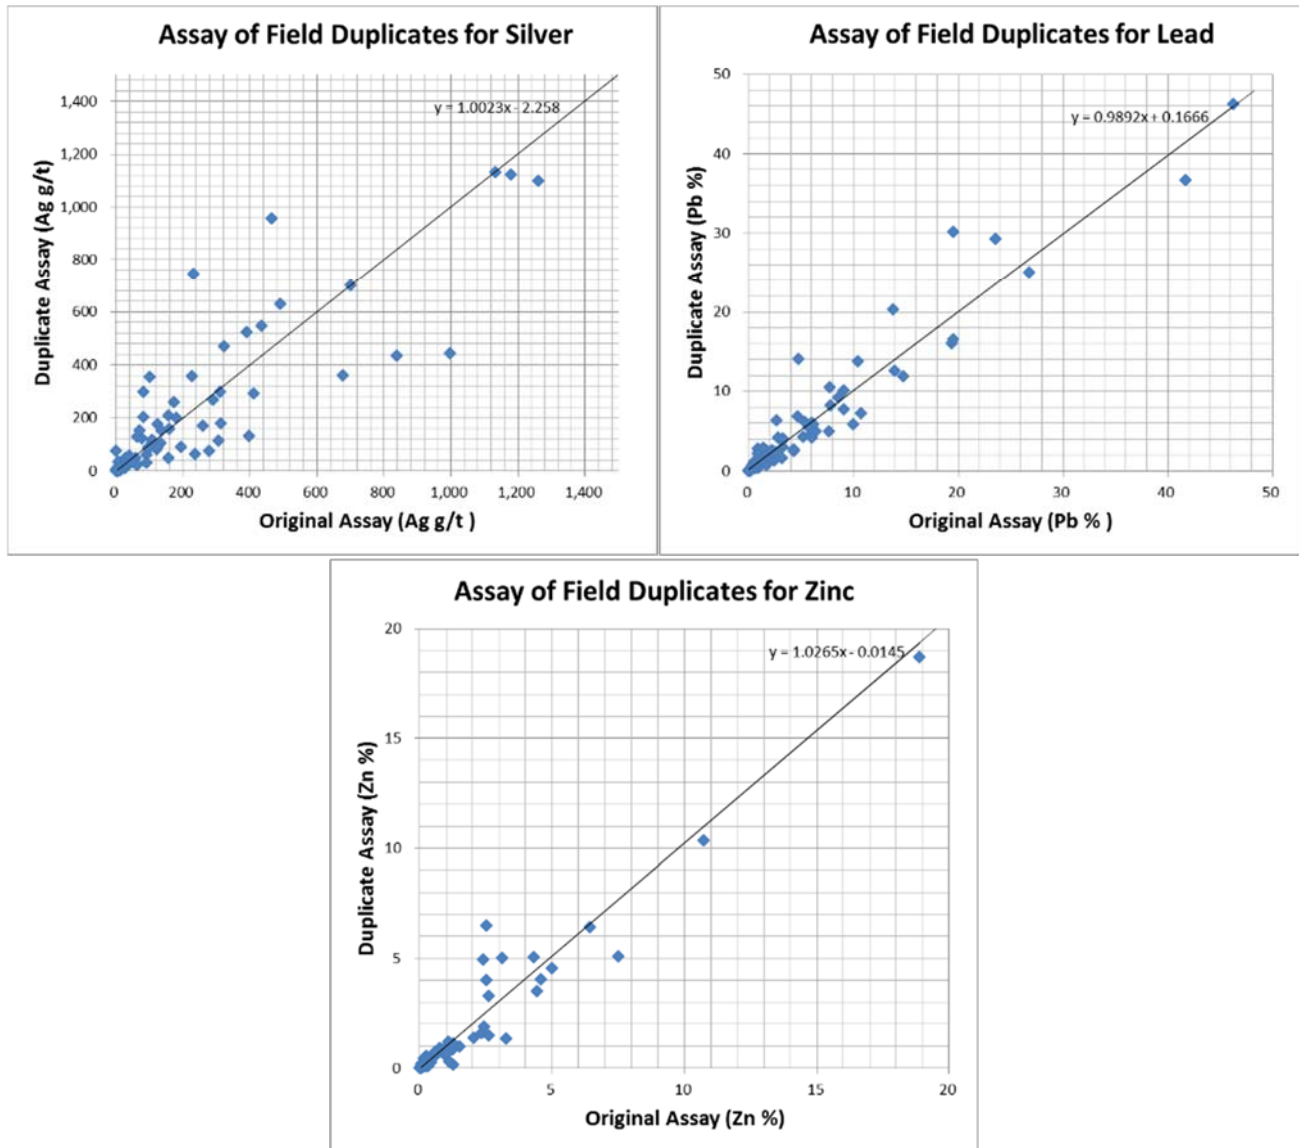 Assay of Field Duplicates for Silver
y = 1.0023x - 2.258
Duplicate Assay (Ag g/t)
1,400
1,200
1,000
800
600
400
200
0
0 200 400 600 800 1,000 1,200 1,400
Original Assay (Ag g/t )
Assay of Field Duplicates for Lead
y = 0.9892x + 0.1666
Duplicate Assay (Pb %)
50
40
30
20
10
0
0 10 20 30 40 50
Original Assay (Pb % )
Assay of Field Duplicates for Zinc
y = 1.0265x - 0.0145
Duplicate Assay (Zn %)
20
15
10
5
0
0 5 10 15 20
Original Assay (Zn %)